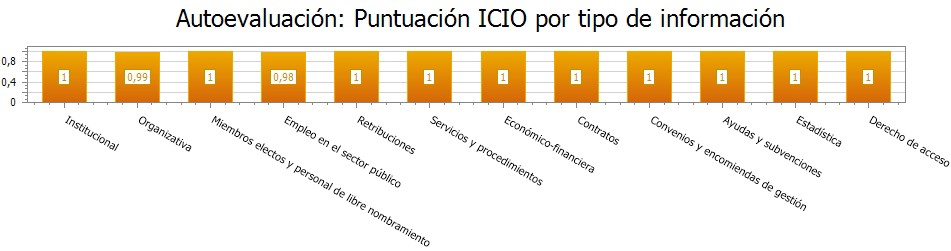 Autoevaluación: Puntuación ICIO por tipo de información
0,8
0,4
0
1
0,99
1
0,98
1
1
1
1
1
1
1
1
Institucional
Organizativa
Miembros electos y personal de libre nombramiento
Empleo en el sector público
Retribuciones
Servicios y procedimientos
Económico-financiera
Contratos
Convenios y encomiendas de gestión
Ayudas y subvenciones
Estadística
Derecho de acceso